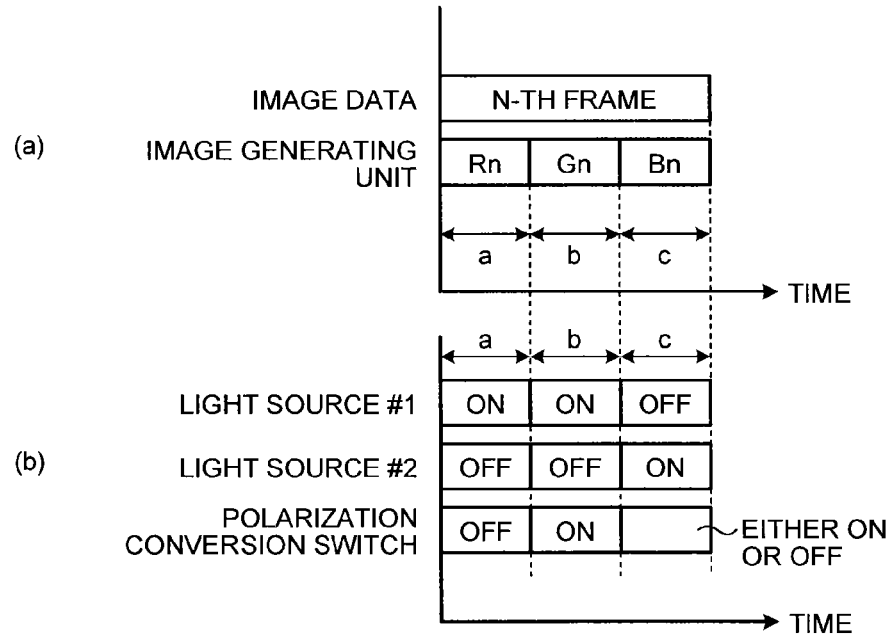 IMAGE DATA
N-TH FRAME
(a)
IMAGE GENERATING
UNIT
Rn Gn Bn
a b c
TIME
a b c
LIGHT SOURCE #1
ON ON OFF
(b)
LIGHT SOURCE #2
OFF OFF ON
POLARIZATION
CONVERSION SWITCH
OFF ON
EITHER ON
OR OFF
TIME